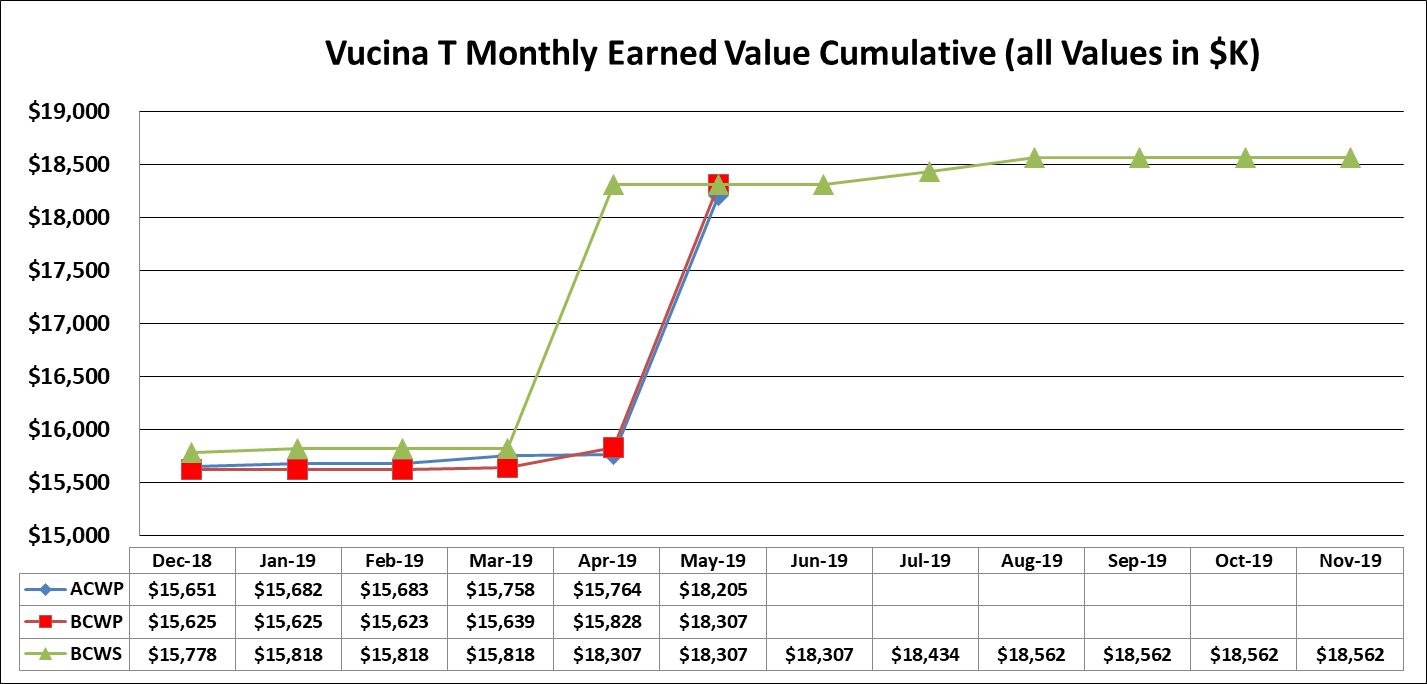 Vucina T Monthly Earned Value Cumulative (all Values in $K)
$19,000
$18,500
$18,000
$17,500
$17,000
$16,500
$16,000
$15,500
$15,000
Dec-18 Jan-19 Feb-19 Mar-19 Apr-19 May-19 Jun-19 Jul-19 Aug-19 Sep-19 Oct-19 Nov-19
ACWP $15,651 $15,682 $15,683 $15,758 $15,764 $18,205
BCWP $15,625 $15,625 $15,623 $15,639 $15,828 $18,307
BCWS $15,778 $15,818 $15,818 $15,818 $18,307 $18,307 $18,307 $18,434 $18,562 $18,562 $18,562 $18,562